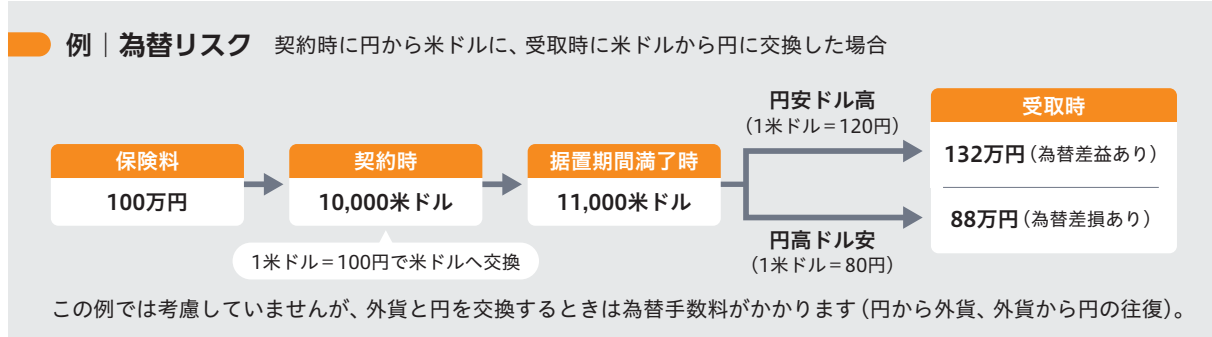 例｜為替リスク 契約時に円から米ドルに、受取時に米ドルから円に交換した場合
保険料
100万円
契約時
10,000米ドル
1米ドル＝100円で米ドルへ交換
据置期間満了時
11,000米ドル
円安ドル高
（1米ドル＝120円）
円高ドル安
（1米ドル＝80円）
受取時
132万円（為替差益あり）
88万円（為替差損あり）
この例では考慮していませんが、外貨と円を交換するときは為替手数料がかかります（円から外貨、外貨から円の往復）。